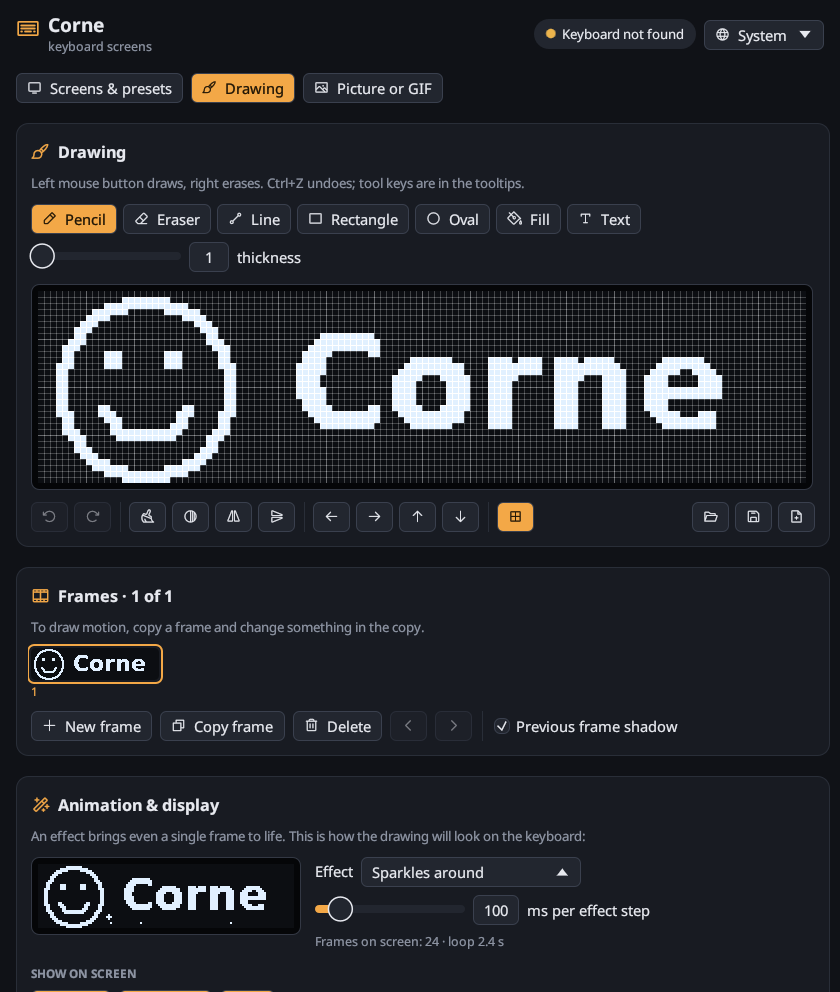 Corne
keyboard screens
Keyboard not found
System
Screens & presets
Drawing
Picture or GIF
Drawing
Left mouse button draws, right erases. Ctrl+Z undoes; tool keys are in the tooltips.
Pencil
Eraser
Line
Rectangle
Oval
Fill
Text
1
thickness
Corne
Frames · 1 of 1
To draw motion, copy a frame and change something in the copy.
Corne
1
New frame
Copy frame
Delete
Previous frame shadow
Animation & display
An effect brings even a single frame to life. This is how the drawing will look on the keyboard:
Corne
Effect
Sparkles around
100
ms per effect step
Frames on screen: 24 · loop 2.4 s
SHOW ON SCREEN